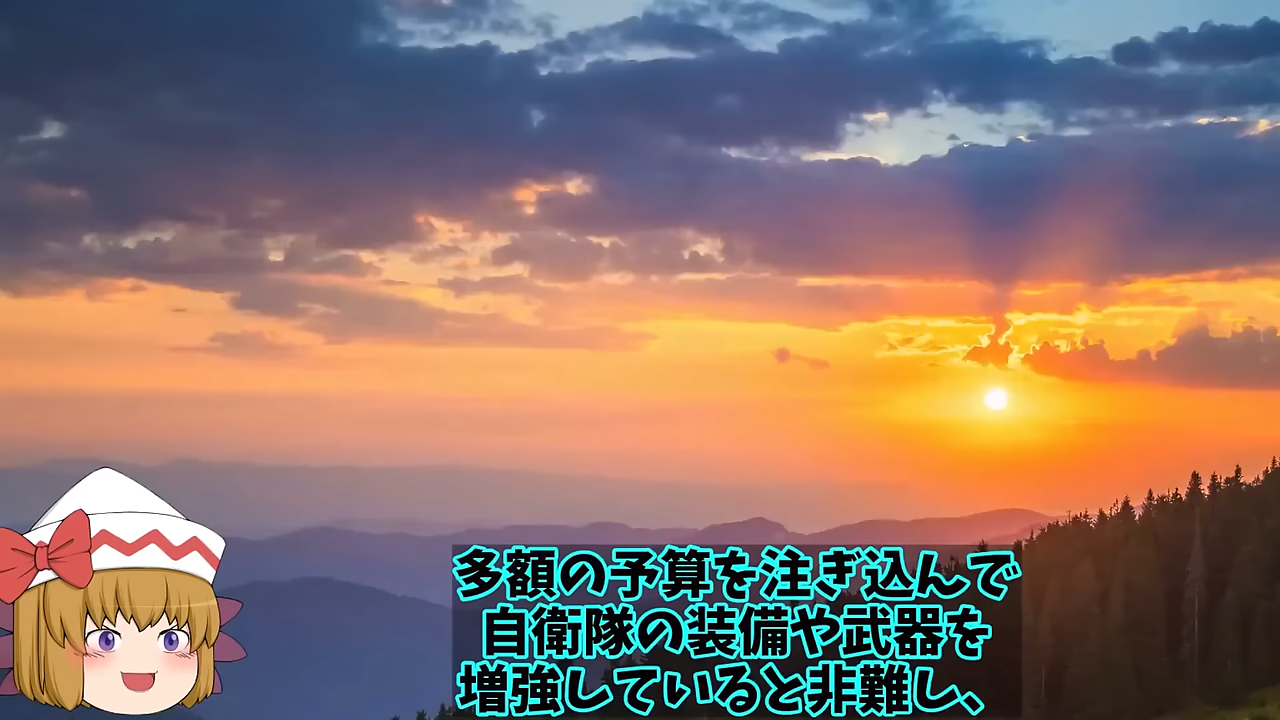 多額の予算を注ぎ込んで
自衛隊の装備や武器を
増強していると非難し、